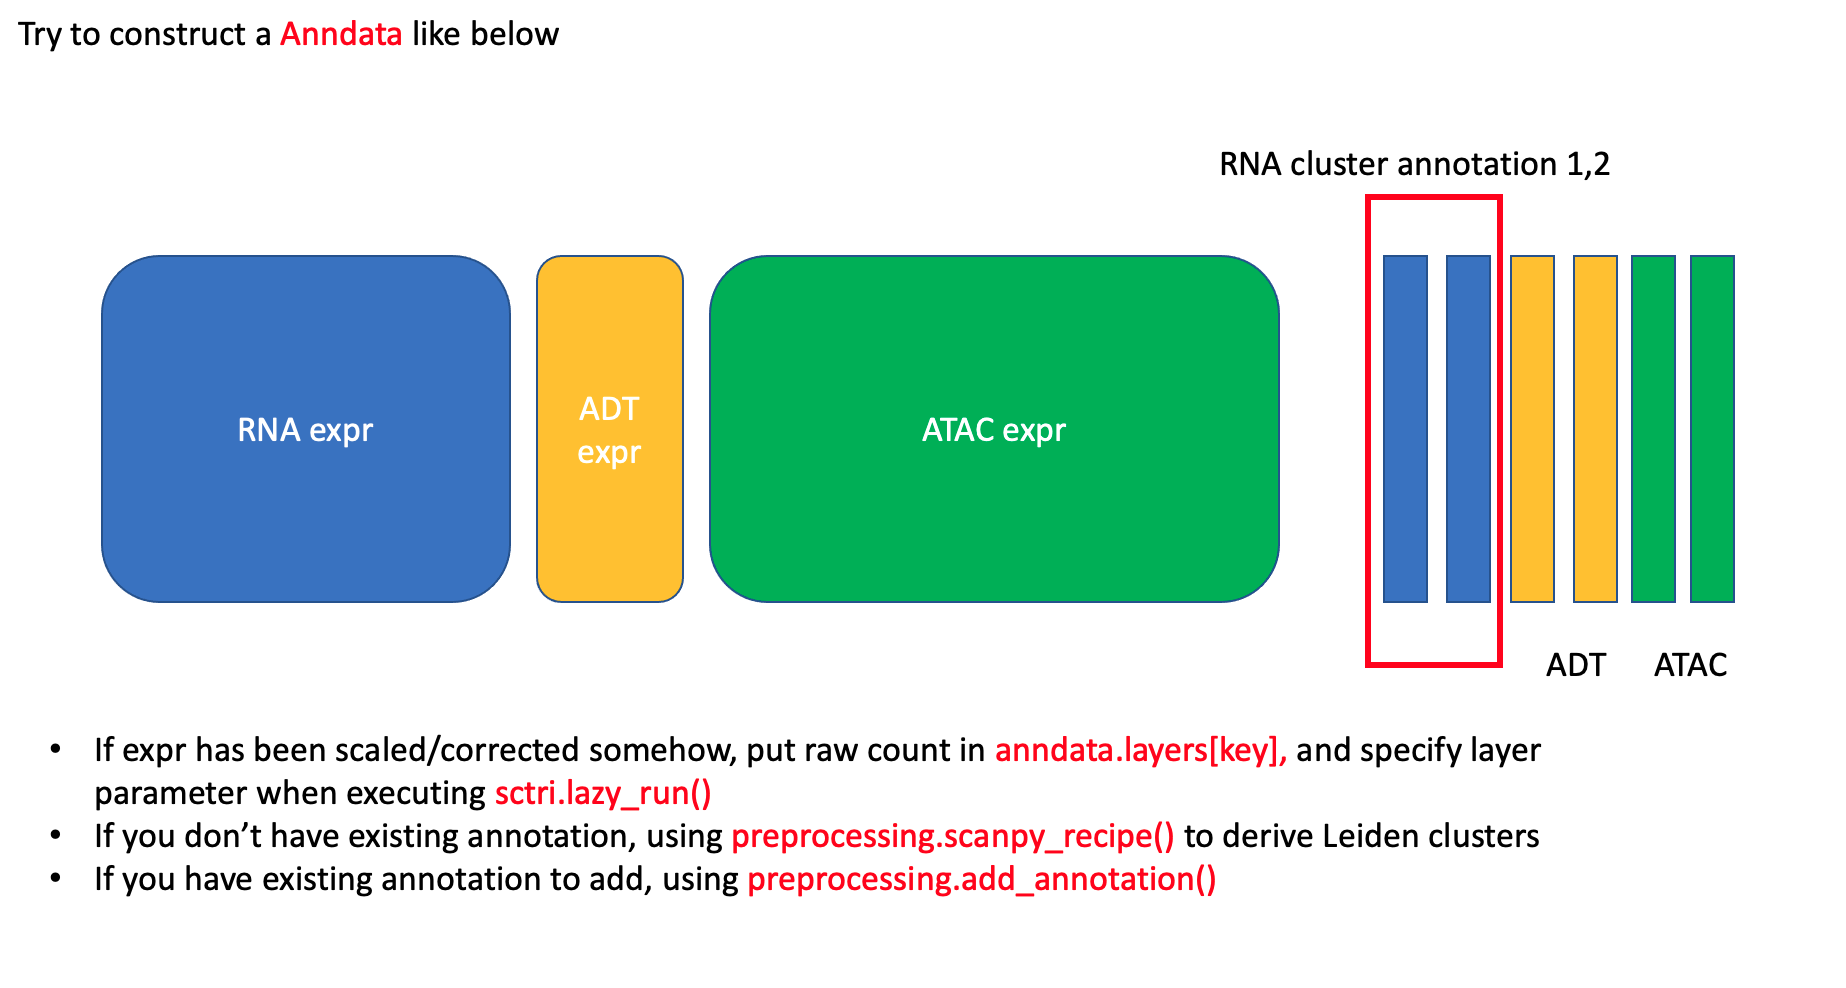 Try to construct a Anndata like below
RNA cluster annotation 1,2
RNA expr
ADT
expr
ATAC expr
ADT
ATAC
• If expr has been scaled/corrected somehow, put raw count in anndata.layers[key], and specify layer
parameter when executing sctri.lazy_run()
• If you don’t have existing annotation, using preprocessing.scanpy_recipe() to derive Leiden clusters
• If you have existing annotation to add, using preprocessing.add_annotation()